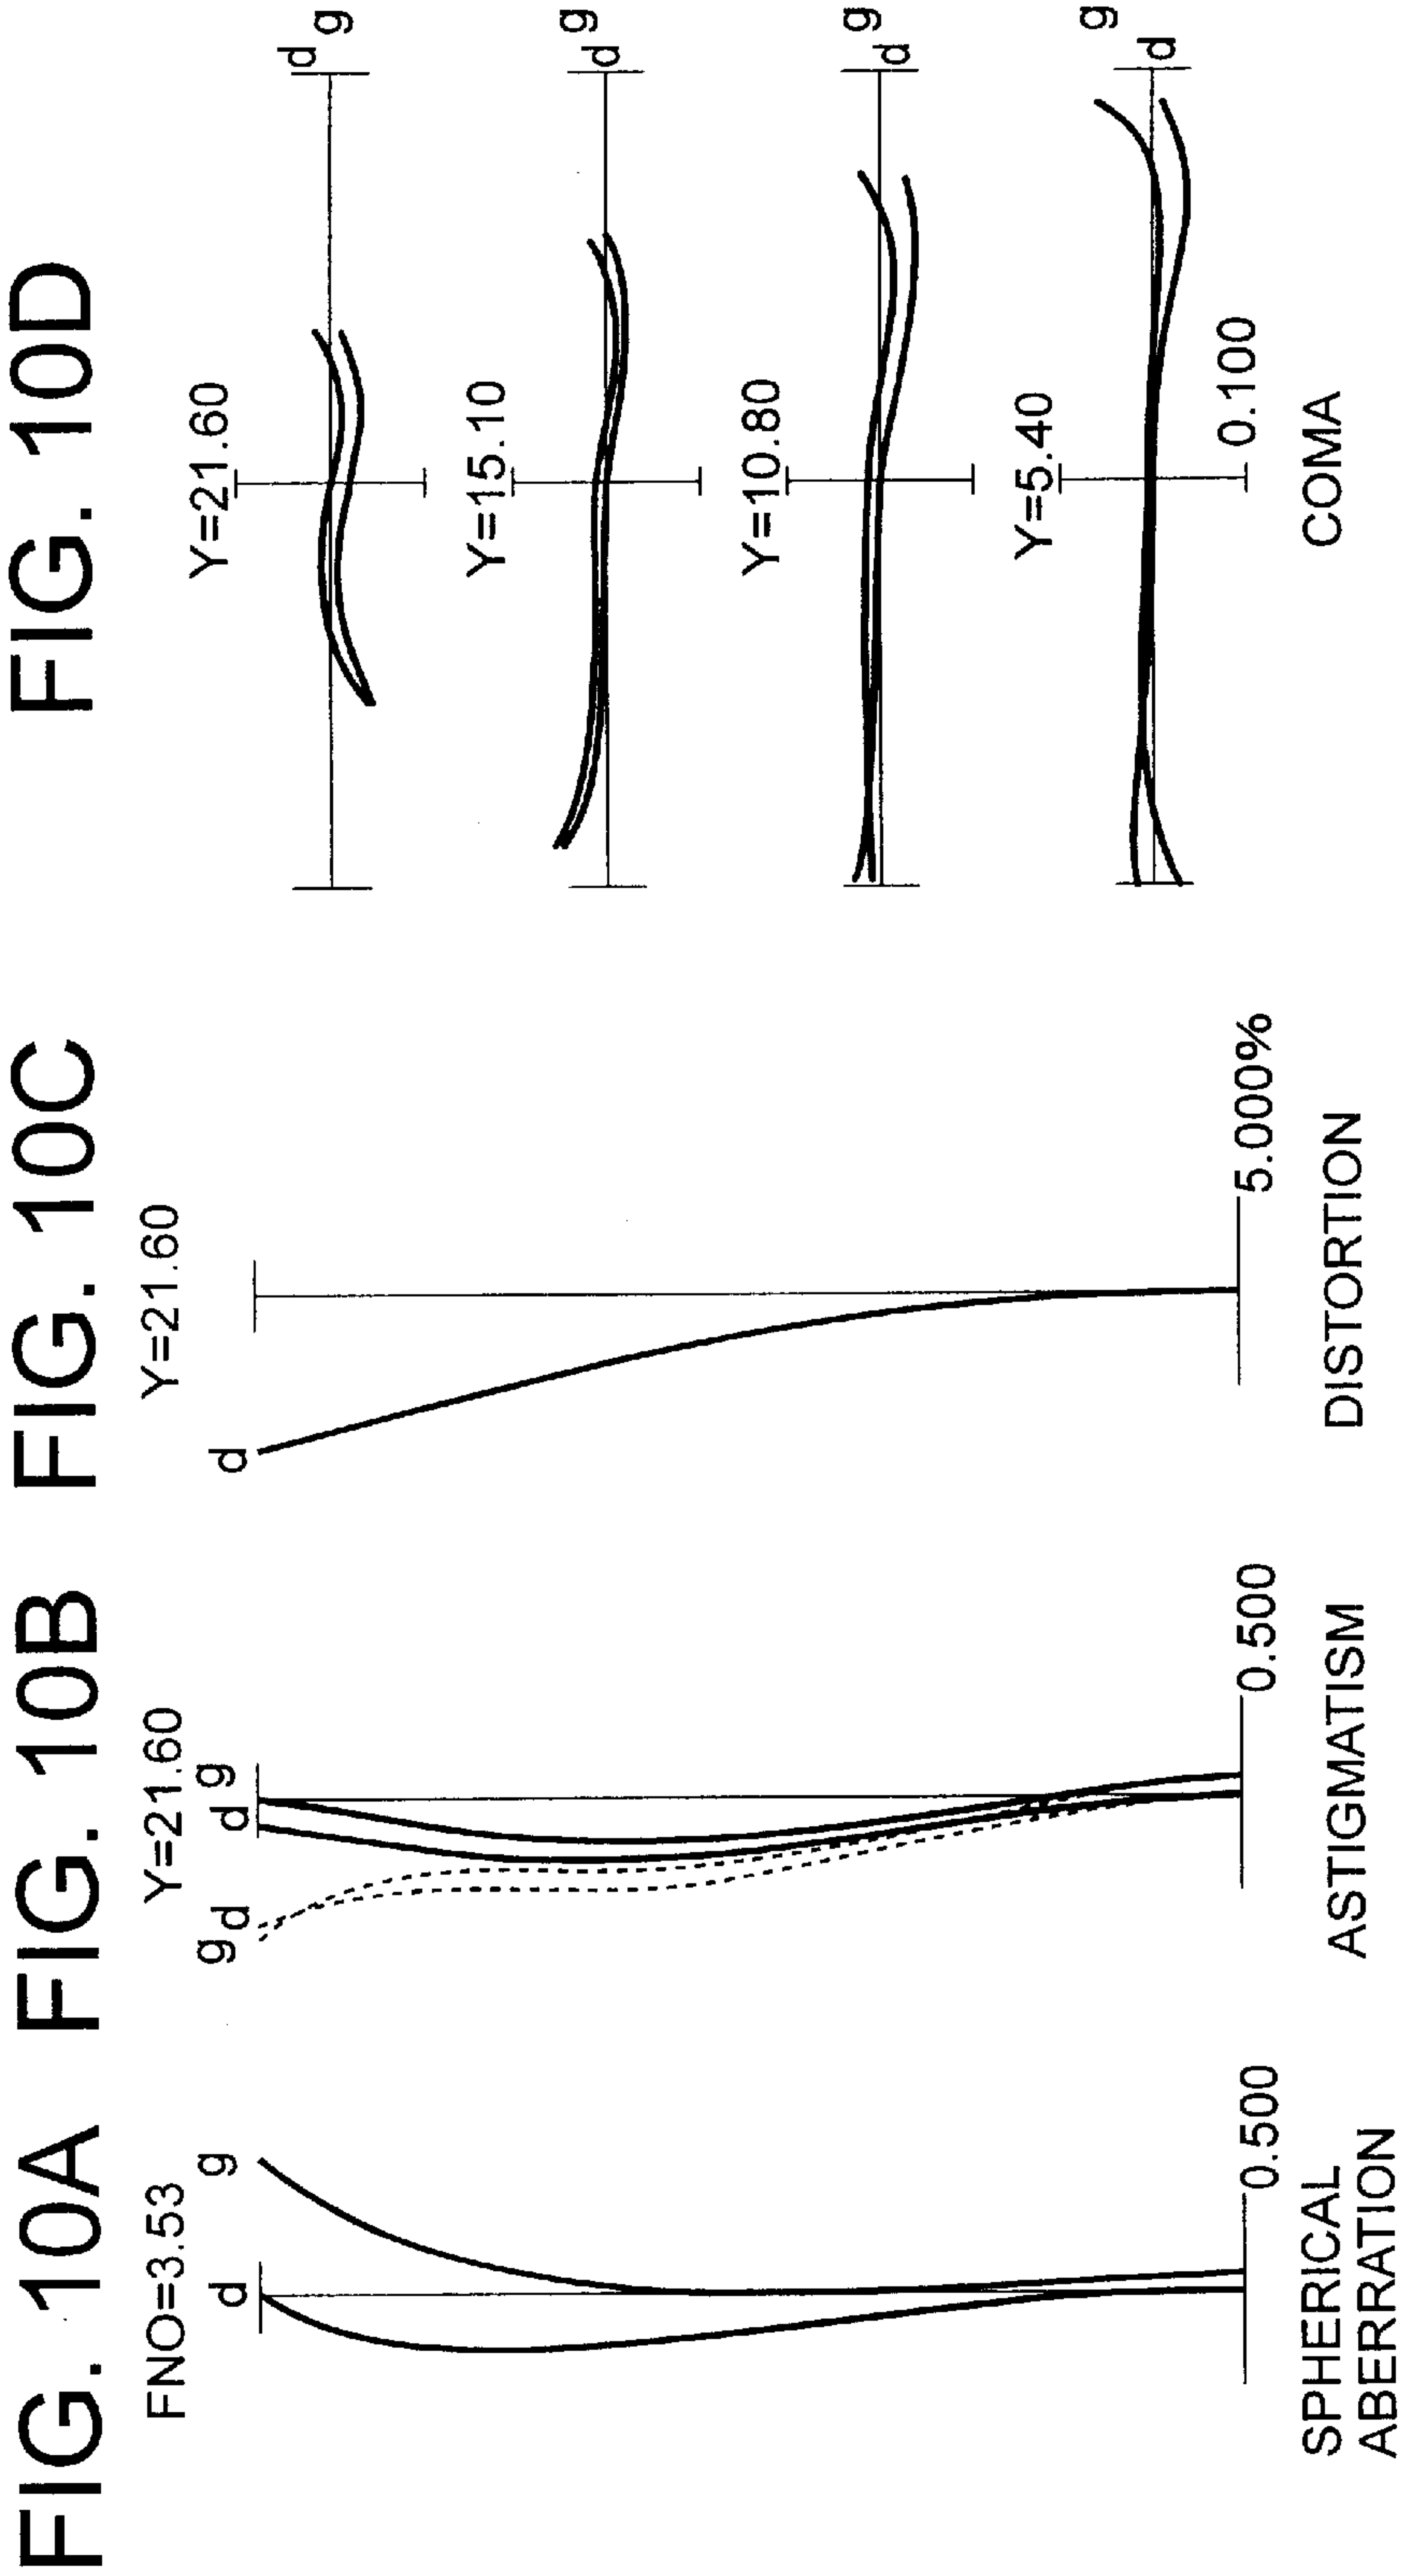 FIG. 10A
FNO=3.53
d
g
0.500
SPHERICAL
ABERRATION
FIG. 10B
Y=21.60
g
d
d
g
0.500
ASTIGMATISM
FIG. 10C
Y=21.60
d
5.000%
DISTORTION
FIG. 10D
Y=21.60
d
g
Y=15.10
g
d
Y=10.80
g
d
Y=5.40
g
d
0.100
COMA